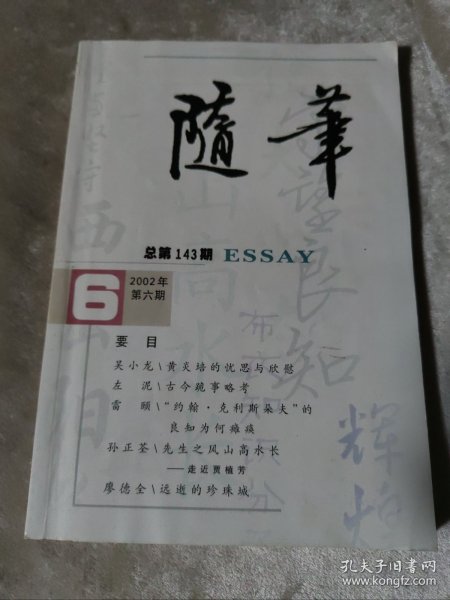 隨筆
总第143期 ESSAY
6
2002年
第六期
要目
吴小龙\黄炎培的忧思与欣慰
左 泥\古今跪事略考
雷 颐\“约翰·克利斯朵夫”的
良知为何瘫痪
孙正荃\先生之风山高水长
——走近贾植芳
廖德全\远逝的珍珠城
辉煌
孔夫子旧书网
www.kongfz.com